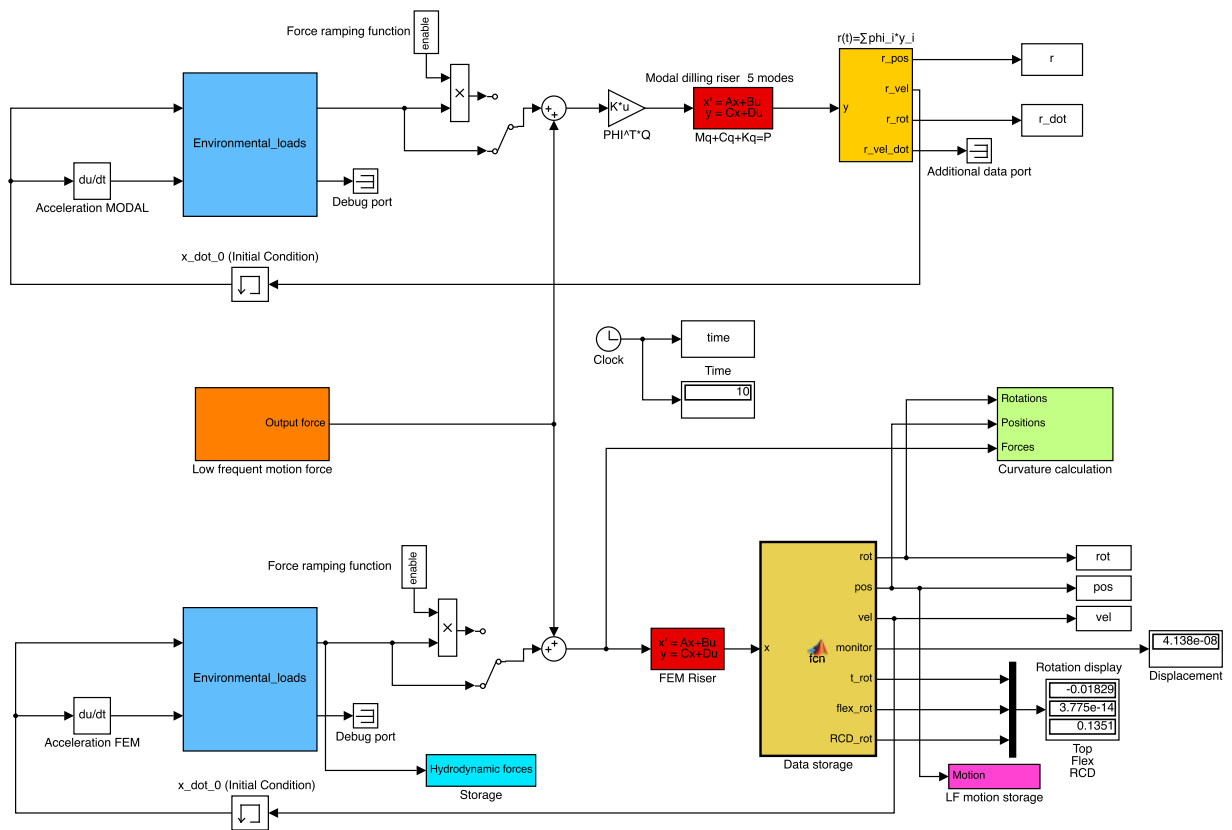 Force ramping function
enable
×
Environmental_loads
du/dt
Acceleration MODAL
Debug port
x_dot_0 (Initial Condition)
+
+
K*u
PHI^T*Q
Modal dilling riser 5 modes
x' = Ax+Bu
y = Cx+Du
Mq+Cq+Kq=P
r(t)=∑phi_i*y_i
y
r_pos
r_vel
r_rot
r_vel_dot
r
r_dot
Additional data port
Clock
time
Time
10
Output force
Low frequent motion force
Rotations
Positions
Forces
Curvature calculation
Force ramping function
enable
×
Environmental_loads
du/dt
Acceleration FEM
Debug port
Hydrodynamic forces
Storage
x_dot_0 (Initial Condition)
+
+
x' = Ax+Bu
y = Cx+Du
FEM Riser
x
fcn
rot
pos
vel
monitor
t_rot
flex_rot
RCD_rot
Data storage
rot
pos
vel
4.138e-08
Displacement
Rotation display
-0.01829
3.775e-14
0.1351
Top
Flex
RCD
Motion
LF motion storage